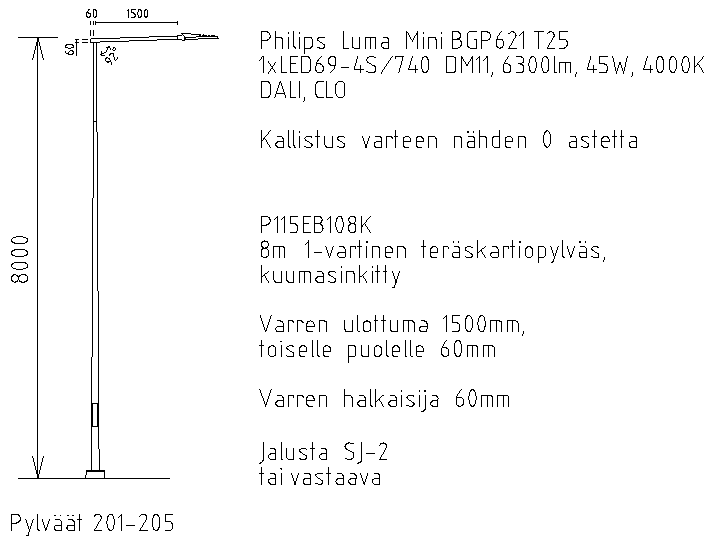 60 1500
60
92,5°
8000
Philips Luma Mini BGP621 T25
1xLED69-4S/740 DM11, 6300lm, 45W, 4000K
DALI, CLO
Kallistus varteen nähden 0 astetta
P115EB108K
8m 1-vartinen teräskartiopylväs,
kuumasinkitty
Varren ulottuma 1500mm,
toiselle puolelle 60mm
Varren halkaisija 60mm
Jalusta SJ-2
tai vastaava
Pylväät 201-205